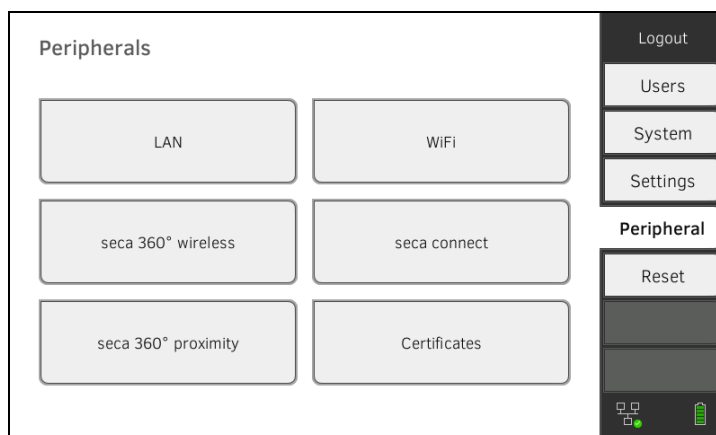 Peripherals
LAN
WiFi
seca 360° wireless
seca connect
seca 360° proximity
Certificates
Logout
Users
System
Settings
Peripheral
Reset